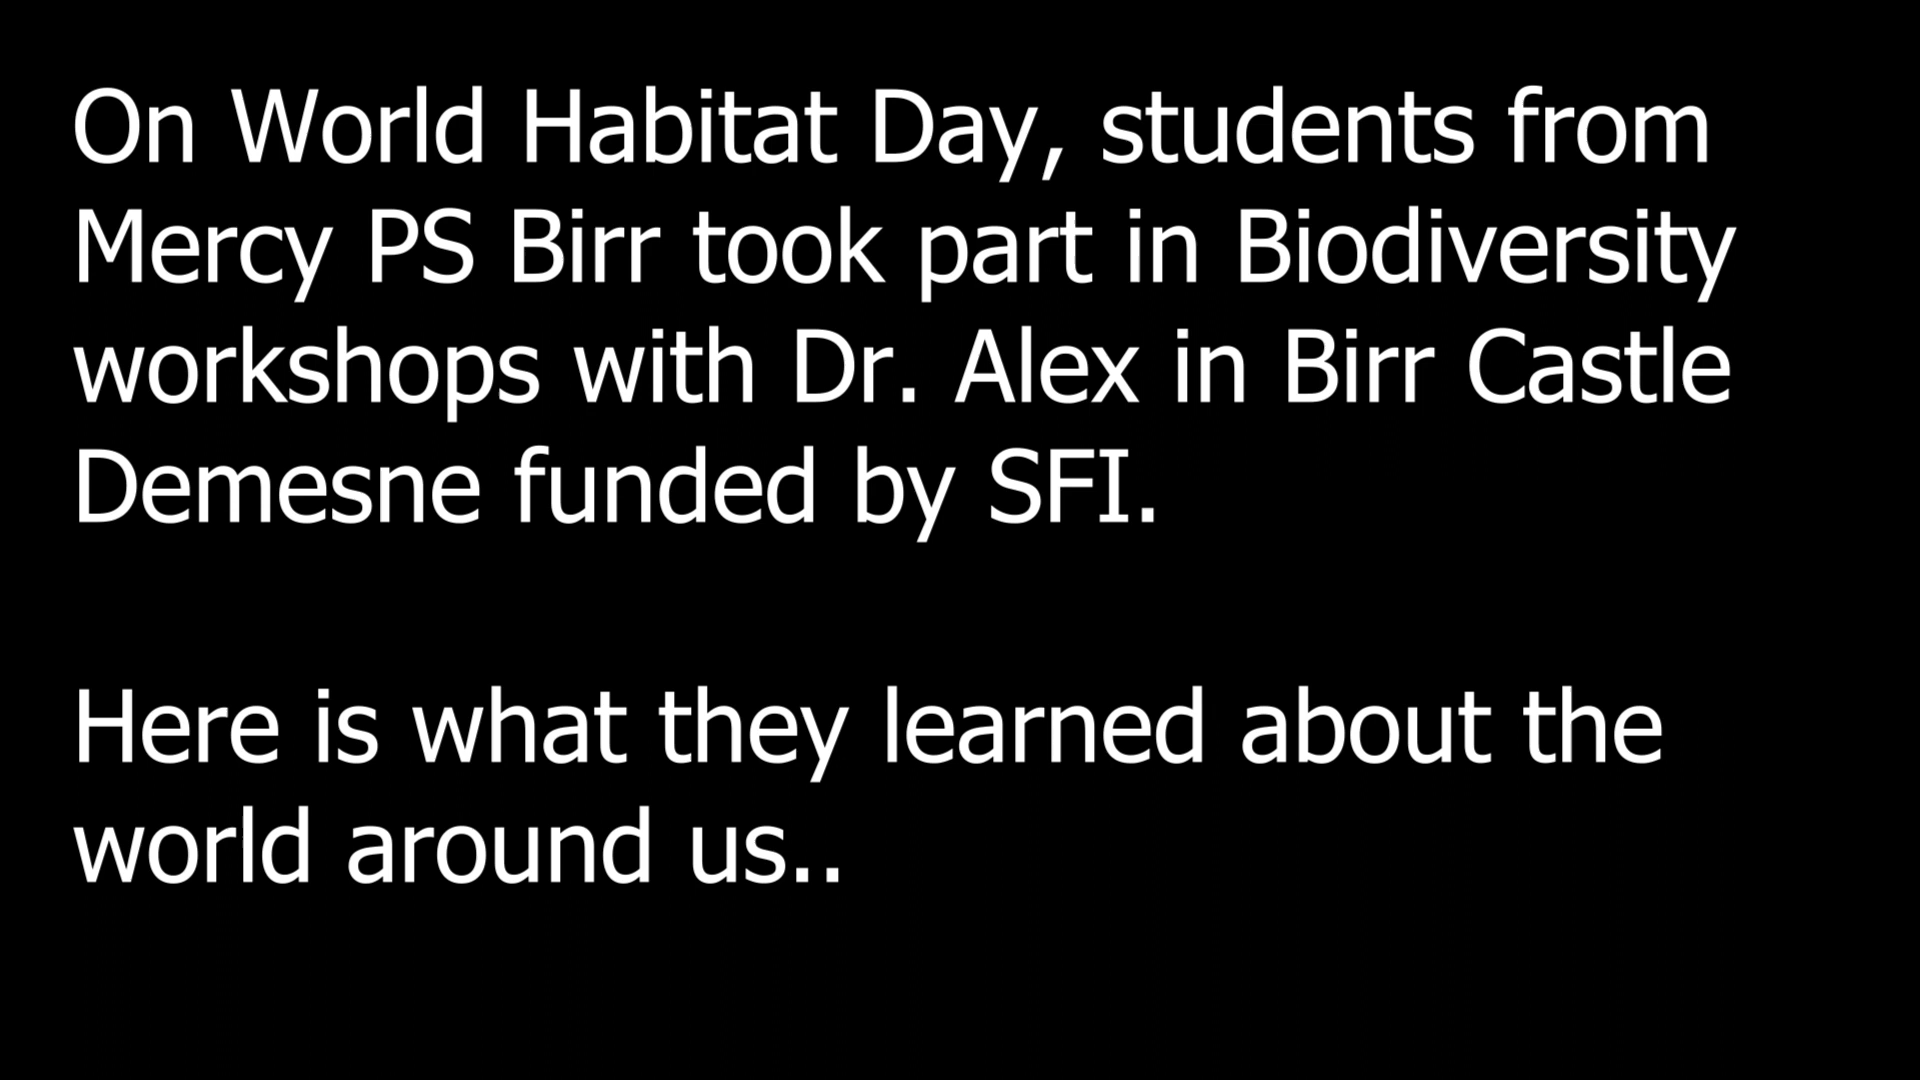 On World Habitat Day, students from
Mercy PS Birr took part in Biodiversity
workshops with Dr. Alex in Birr Castle
Demesne funded by SFI.
Here is what they learned about the
world around us..